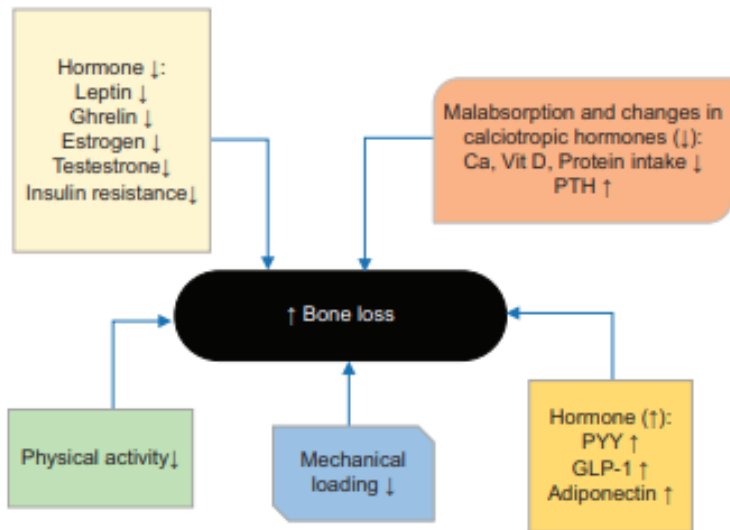 Hormone ↓:
Leptin ↓
Ghrelin ↓
Estrogen ↓
Testestrone↓
Insulin resistance↓
Malabsorption and changes in
calciotropic hormones (↓):
Ca, Vit D, Protein intake ↓
PTH ↑
↑ Bone loss
Physical activity↓
Mechanical
loading ↓
Hormone (↑):
PYY ↑
GLP-1 ↑
Adiponectin ↑